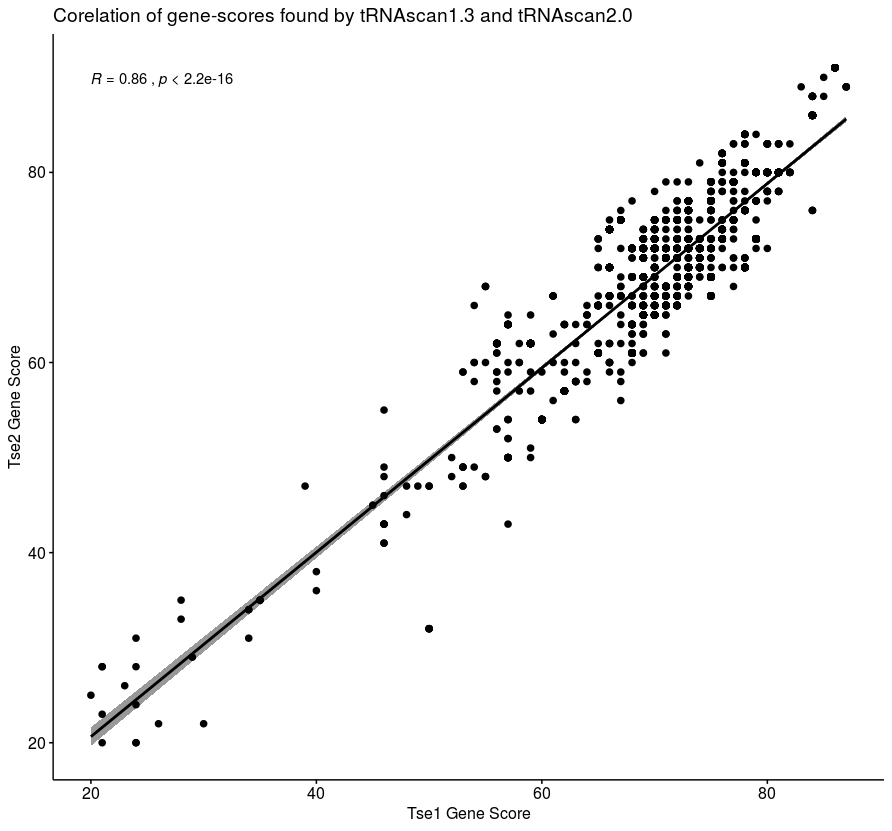 Corelation of gene-scores found by tRNAscan1.3 and tRNAscan2.0
R = 0.86 , p < 2.2e-16
80
60
40
20
Tse2 Gene Score
20 40 60 80
Tse1 Gene Score